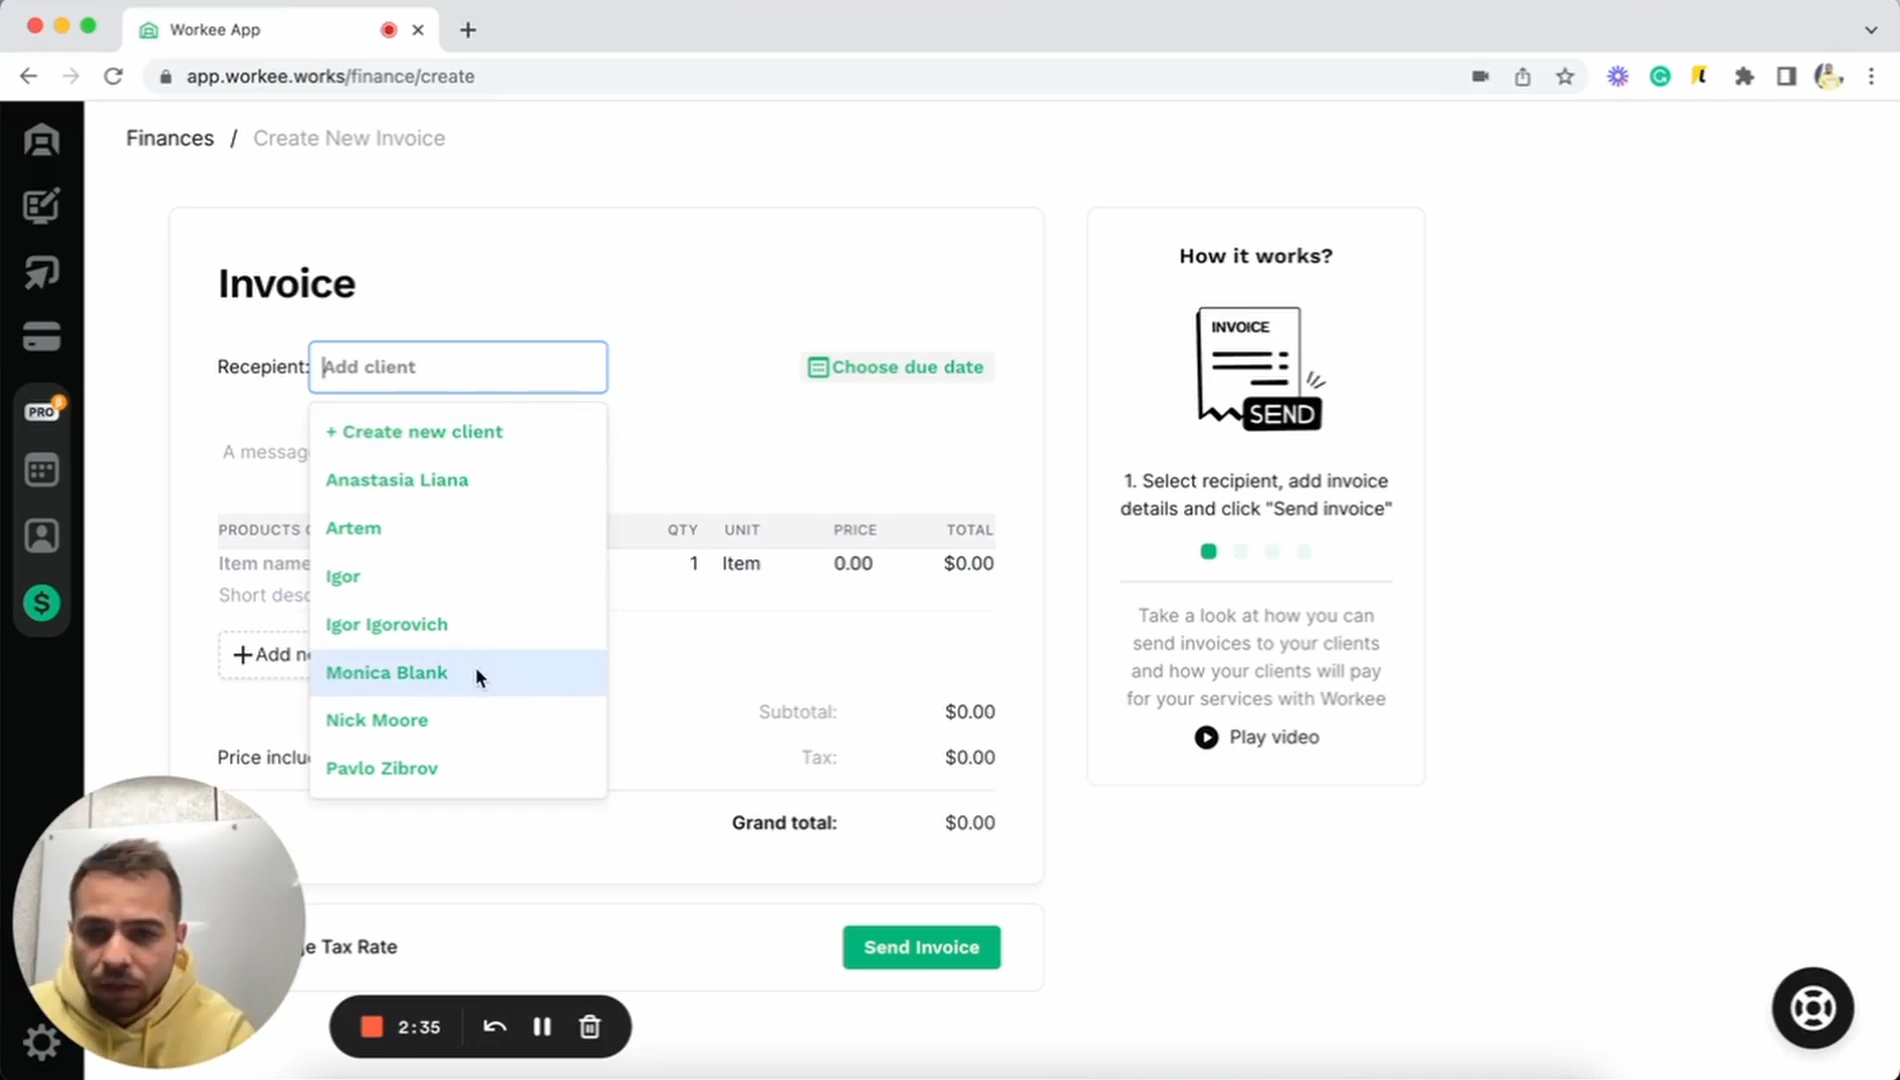 Workee App
app.workee.works/finance/create
Finances / Create New Invoice
PRO
Invoice
Recepient: Add client
Choose due date
+ Create new client
A messag
Anastasia Liana
PRODUCTS QTY UNIT PRICE TOTAL
Artem
Item name 1 Item 0.00 $0.00
Igor
Short desc
Igor Igorovich
Add n
Monica Blank
Nick Moore
Subtotal: $0.00
Price inclu
Tax: $0.00
Pavlo Zibrov
Grand total: $0.00
e Tax Rate
Send Invoice
2:35
How it works?
INVOICE
SEND
1. Select recipient, add invoice
details and click "Send invoice"
Take a look at how you can
send invoices to your clients
and how your clients will pay
for your services with Workee
Play video